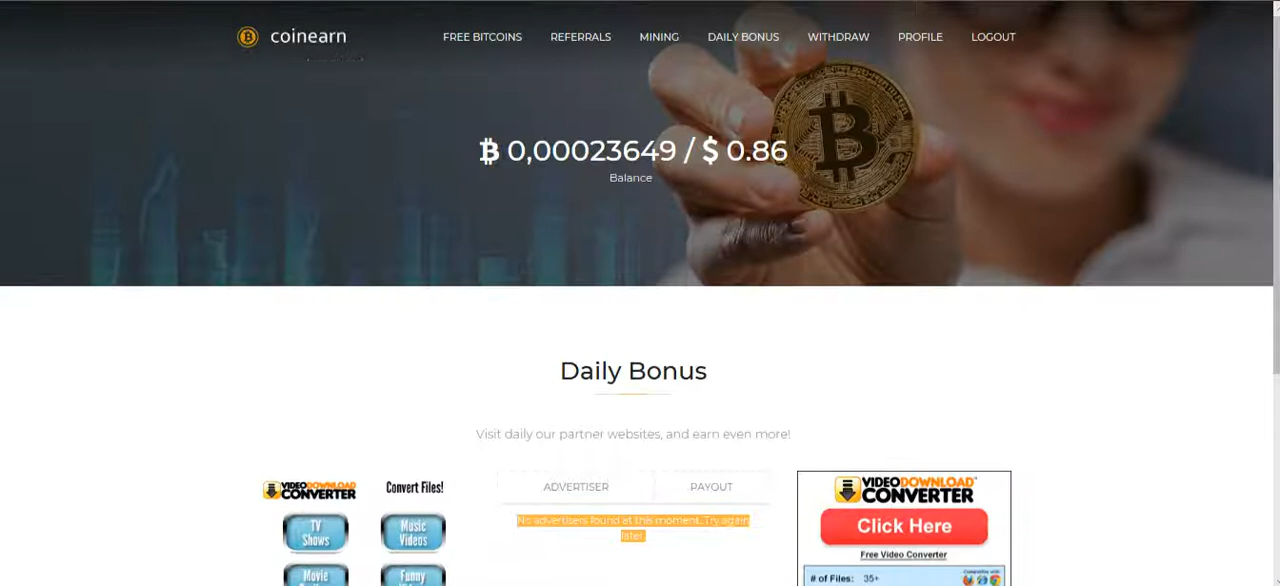 coinearn
FREE BITCOINS REFERRALS MINING DAILY BONUS WITHDRAW PROFILE LOGOUT
₿ 0,00023649 / $ 0.86
Balance
Daily Bonus
Visit daily our partner websites, and earn even more!
VIDEO DOWNLOAD CONVERTER
Convert Files!
TV Shows
Music Videos
Movie
Funny
ADVERTISER PAYOUT
No advertisers found at this moment. Try again
later
VIDEODOWNLOAD™
CONVERTER
Click Here
Free Video Converter
# of Files: 35+